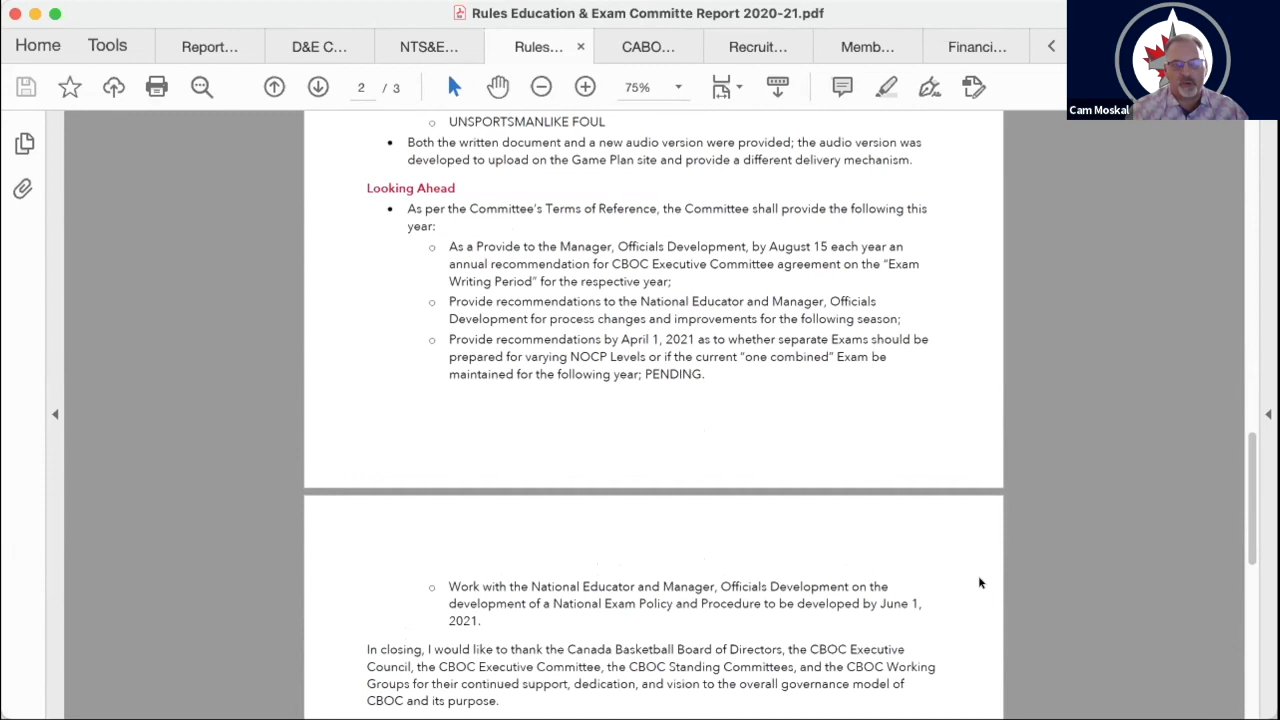 Rules Education & Exam Committe Report 2020-21.pdf
Home Tools Report... D&E C... NTS&E... Rules... × CABO... Recruit... Memb... Financi...
2 / 3 75%
Cam Moskal
UNSPORTSMANLIKE FOUL
• Both the written document and a new audio version were provided; the audio version was
developed to upload on the Game Plan site and provide a different delivery mechanism.
Looking Ahead
• As per the Committee's Terms of Reference, the Committee shall provide the following this
year:
o As a Provide to the Manager, Officials Development, by August 15 each year an
annual recommendation for CBOC Executive Committee agreement on the "Exam
Writing Period" for the respective year;
o Provide recommendations to the National Educator and Manager, Officials
Development for process changes and improvements for the following season;
o Provide recommendations by April 1, 2021 as to whether separate Exams should be
prepared for varying NOCP Levels or if the current "one combined" Exam be
maintained for the following year; PENDING.
o Work with the National Educator and Manager, Officials Development on the
development of a National Exam Policy and Procedure to be developed by June 1,
2021.
In closing, I would like to thank the Canada Basketball Board of Directors, the CBOC Executive
Council, the CBOC Executive Committee, the CBOC Standing Committees, and the CBOC Working
Groups for their continued support, dedication, and vision to the overall governance model of
CBOC and its purpose.